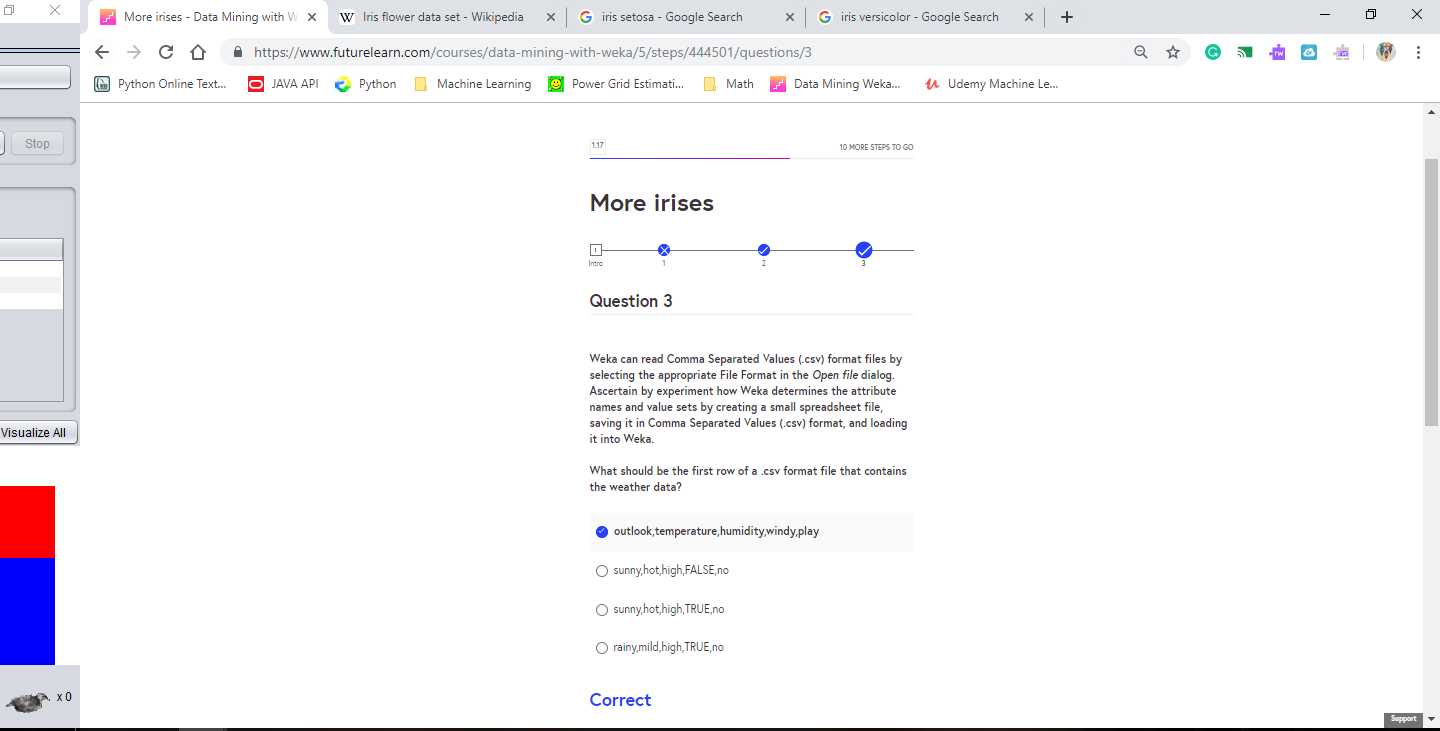 More irises - Data Mining with W
Iris flower data set - Wikipedia
iris setosa - Google Search
iris versicolor - Google Search
https://www.futurelearn.com/courses/data-mining-with-weka/5/steps/444501/questions/3
Python Online Text...
JAVA API
Python
Machine Learning
Power Grid Estimati...
Math
Data Mining Weka...
Udemy Machine Le...
Stop
Visualize All
x 0
1.17
10 MORE STEPS TO GO
More irises
Intro
1
2
3
Question 3
Weka can read Comma Separated Values (.csv) format files by
selecting the appropriate File Format in the Open file dialog.
Ascertain by experiment how Weka determines the attribute
names and value sets by creating a small spreadsheet file,
saving it in Comma Separated Values (.csv) format, and loading
it into Weka.
What should be the first row of a .csv format file that contains
the weather data?
outlook,temperature,humidity,windy,play
sunny,hot,high,FALSE,no
sunny,hot,high,TRUE,no
rainy,mild,high,TRUE,no
Correct
Support